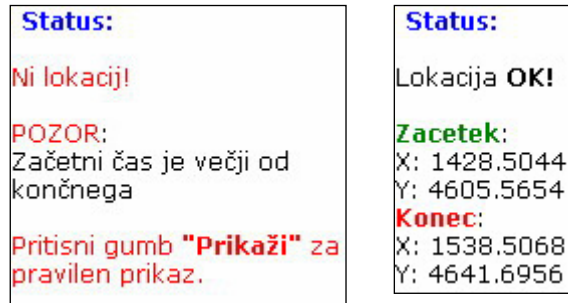 Status:
Ni lokacij!
POZOR:
Začetni čas je večji od
končnega
Pritisni gumb "Prikaži" za
pravilen prikaz.
Status:
Lokacija OK!
Zacetek:
X: 1428.5044
Y: 4605.5654
Konec:
X: 1538.5068
Y: 4641.6956